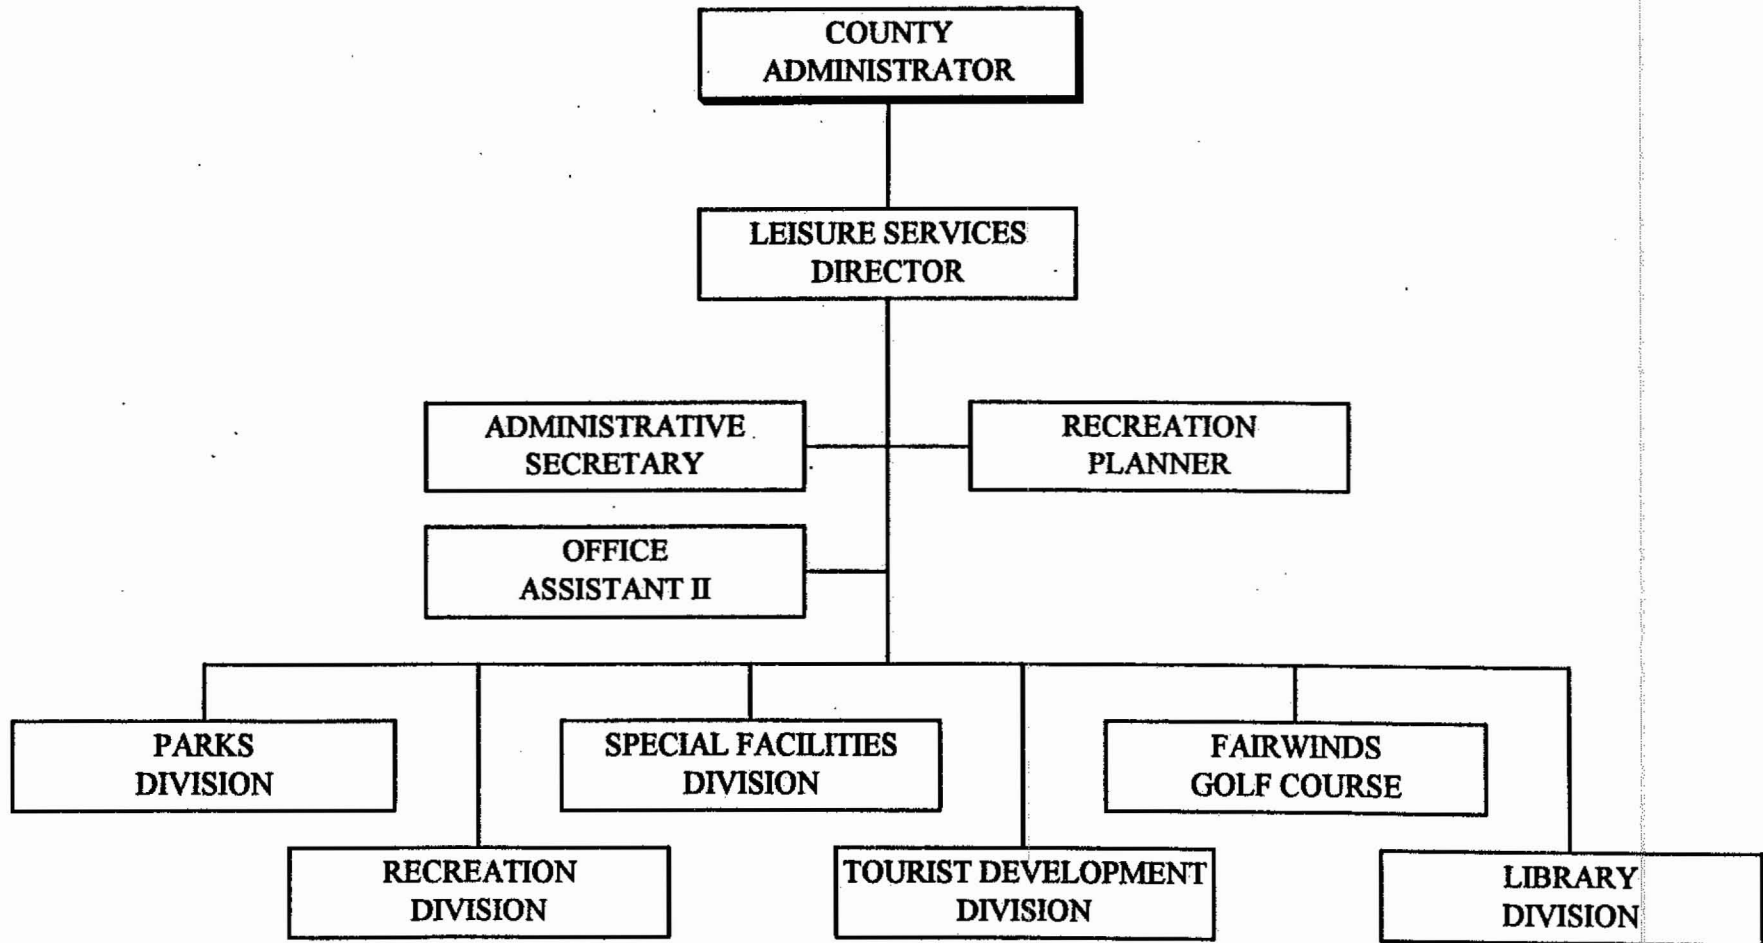 COUNTY
ADMINISTRATOR
LEISURE SERVICES
DIRECTOR
ADMINISTRATIVE
SECRETARY
RECREATION
PLANNER
OFFICE
ASSISTANT II
PARKS
DIVISION
SPECIAL FACILITIES
DIVISION
FAIRWINDS
GOLF COURSE
RECREATION
DIVISION
TOURIST DEVELOPMENT
DIVISION
LIBRARY
DIVISION